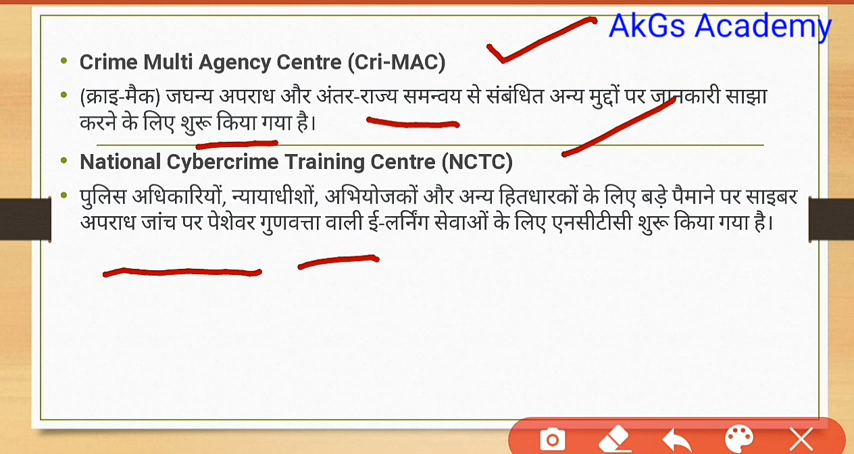 AkGs Academy
Crime Multi Agency Centre (Cri-MAC)
(क्राइ-मैक) जघन्य अपराध और अंतर-राज्य समन्वय से संबंधित अन्य मुद्दों पर जानकारी साझा
करने के लिए शुरू किया गया है।
National Cybercrime Training Centre (NCTC)
पुलिस अधिकारियों, न्यायाधीशों, अभियोजकों और अन्य हितधारकों के लिए बड़े पैमाने पर साइबर
अपराध जांच पर पेशेवर गुणवत्ता वाली ई-लर्निंग सेवाओं के लिए एनसीटीसी शुरू किया गया है।